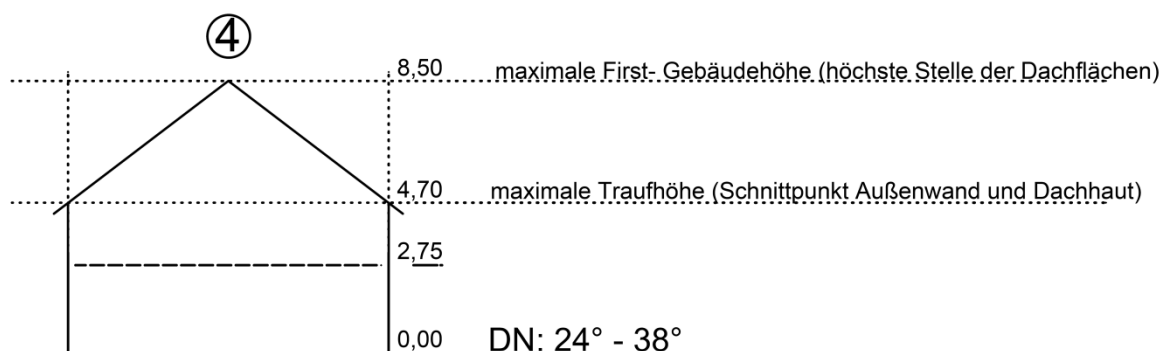 ④
8,50 maximale First- Gebäudehöhe (höchste Stelle der Dachflächen)
4,70 maximale Traufhöhe (Schnittpunkt Außenwand und Dachhaut)
2,75
0,00 DN: 24° - 38°